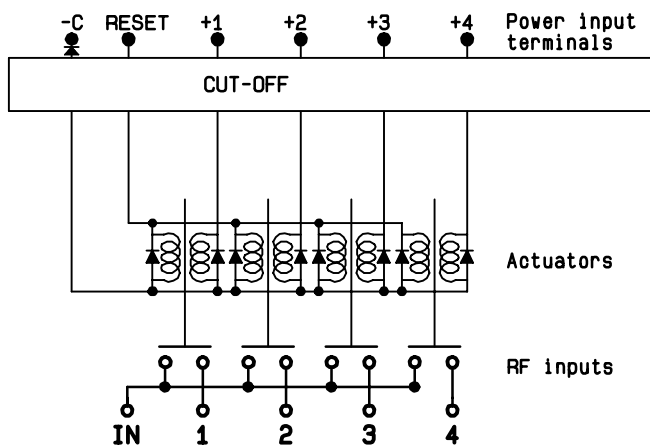 -C RESET +1 +2 +3 +4 Power input
terminals
CUT-OFF
Actuators
RF inputs
IN 1 2 3 4